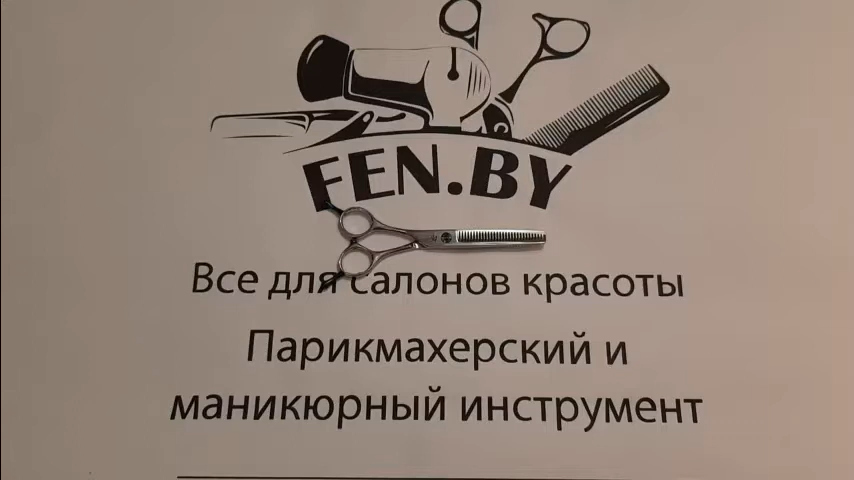 FEN.BY
Все для салонов красоты
Парикмахерский и
маникюрный инструмент